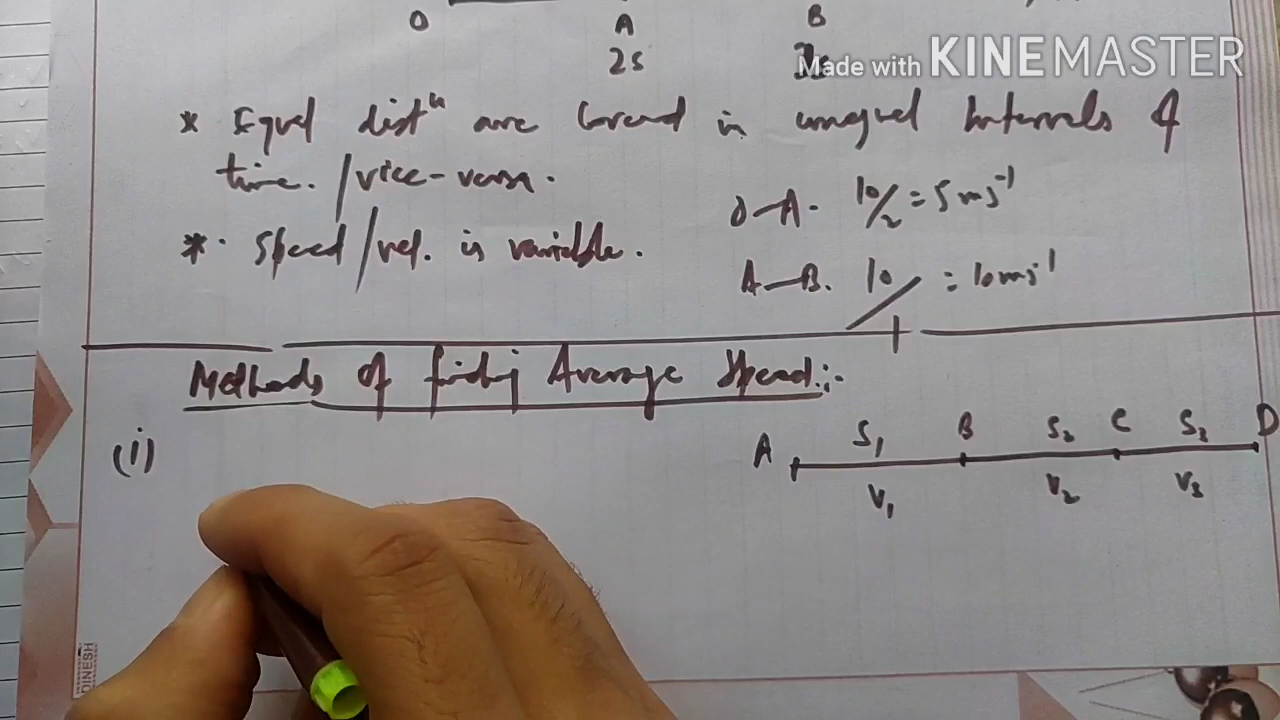 O A B
2s
Made with KINEMASTER
* Equal distⁿ are Covered in unequal Intervals of
time. / vice-versa.
O—A. 10/2 = 5 ms⁻¹
* Speed / vel. is variable.
A—B. 10/ = 10 ms⁻¹
Methods of finding Average Speed :-
(i)
A S₁ B S₂ C S₃ D
V₁ V₂ V₃
DINESH